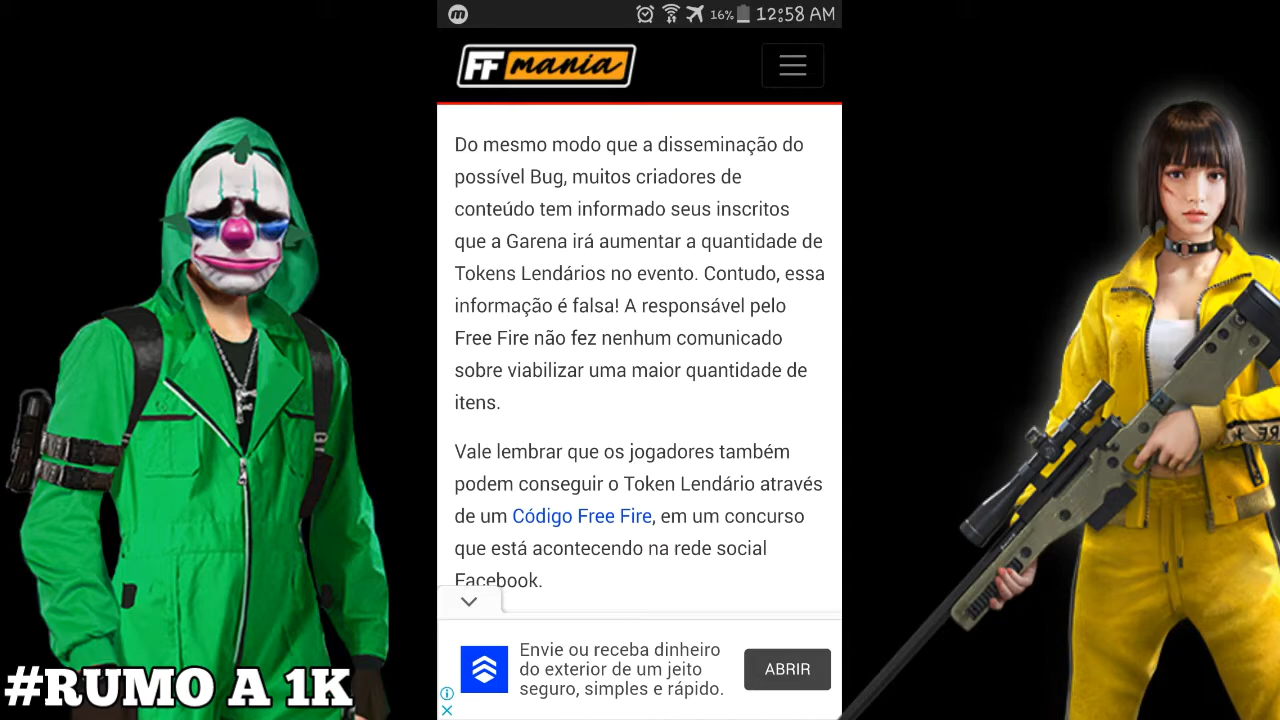 16% 12:58 AM
FF mania
Do mesmo modo que a disseminação do
possível Bug, muitos criadores de
conteúdo tem informado seus inscritos
que a Garena irá aumentar a quantidade de
Tokens Lendários no evento. Contudo, essa
informação é falsa! A responsável pelo
Free Fire não fez nenhum comunicado
sobre viabilizar uma maior quantidade de
itens.
Vale lembrar que os jogadores também
podem conseguir o Token Lendário através
de um Código Free Fire, em um concurso
que está acontecendo na rede social
Facebook.
Envie ou receba dinheiro
do exterior de um jeito
seguro, simples e rápido.
ABRIR
#RUMO A 1K